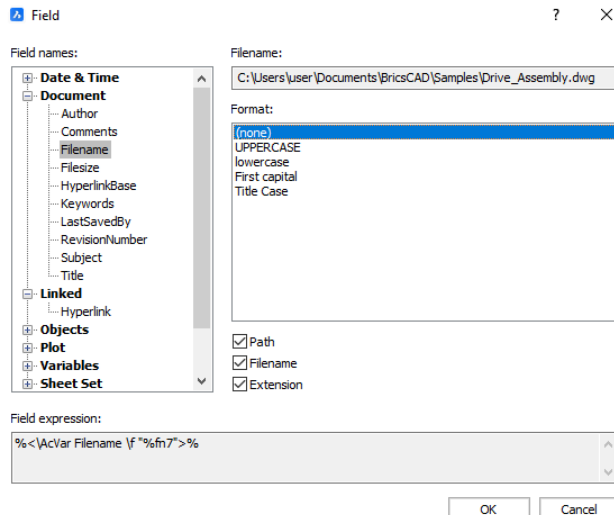 Field
?
Field names:
Date & Time
Document
Author
Comments
Filename
Filesize
HyperlinkBase
Keywords
LastSavedBy
RevisionNumber
Subject
Title
Linked
Hyperlink
Objects
Plot
Variables
Sheet Set
Filename:
C:\Users\user\Documents\BricsCAD\Samples\Drive_Assembly.dwg
Format:
(none)
UPPERCASE
lowercase
First capital
Title Case
Path
Filename
Extension
Field expression:
%<\AcVar Filename \f "%fn7">%
OK
Cancel